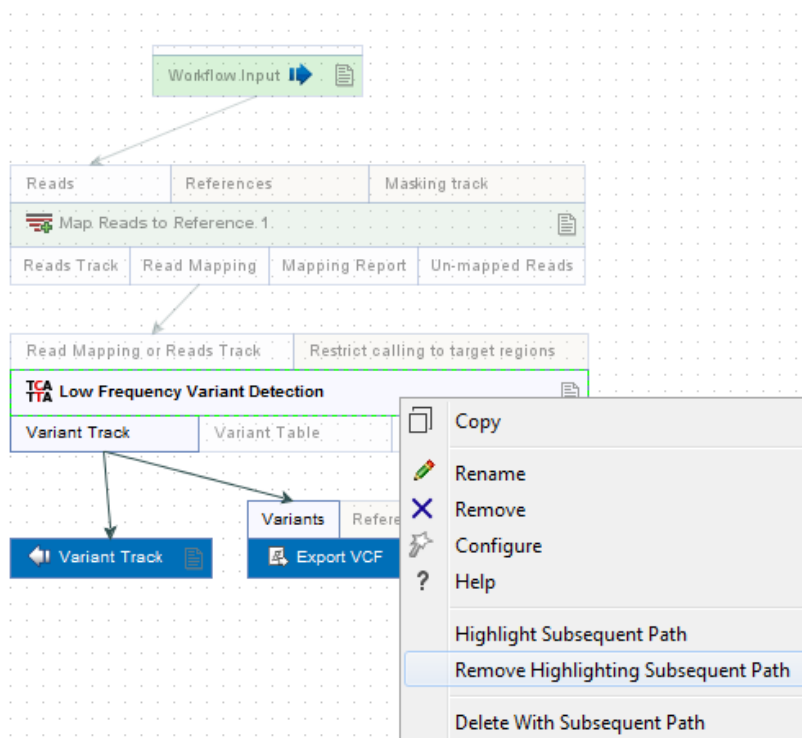 Workflow Input
Reads References Masking track
Map Reads to Reference 1
Reads Track Read Mapping Mapping Report Un-mapped Reads
Read Mapping or Reads Track Restrict calling to target regions
TCA
TTA Low Frequency Variant Detection
Variant Track Variant Table
Variants Refere
Variant Track Export VCF
Copy
Rename
Remove
Configure
? Help
Highlight Subsequent Path
Remove Highlighting Subsequent Path
Delete With Subsequent Path